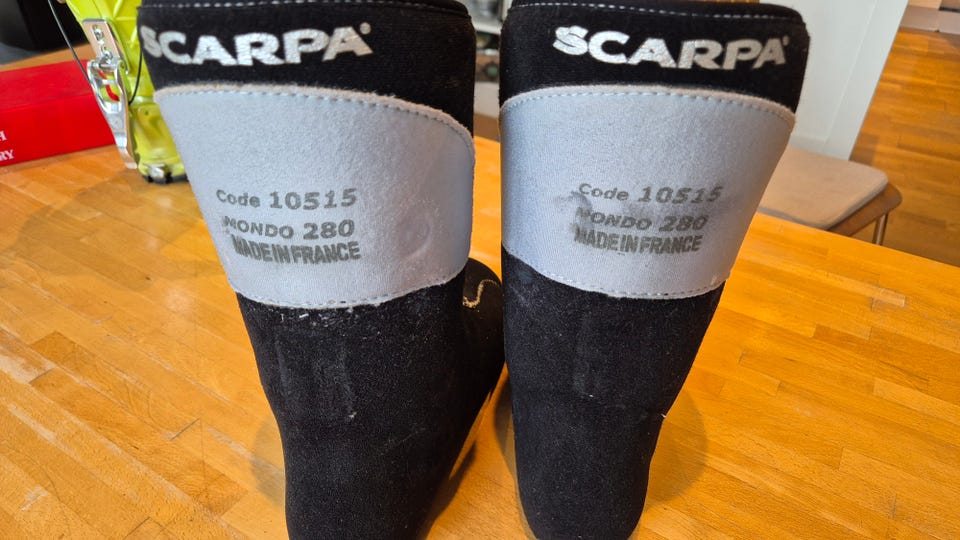 SCARPA
Code 10515
MONDO 280
MADE IN FRANCE
SCARPA
Code 10515
MONDO 280
MADE IN FRANCE